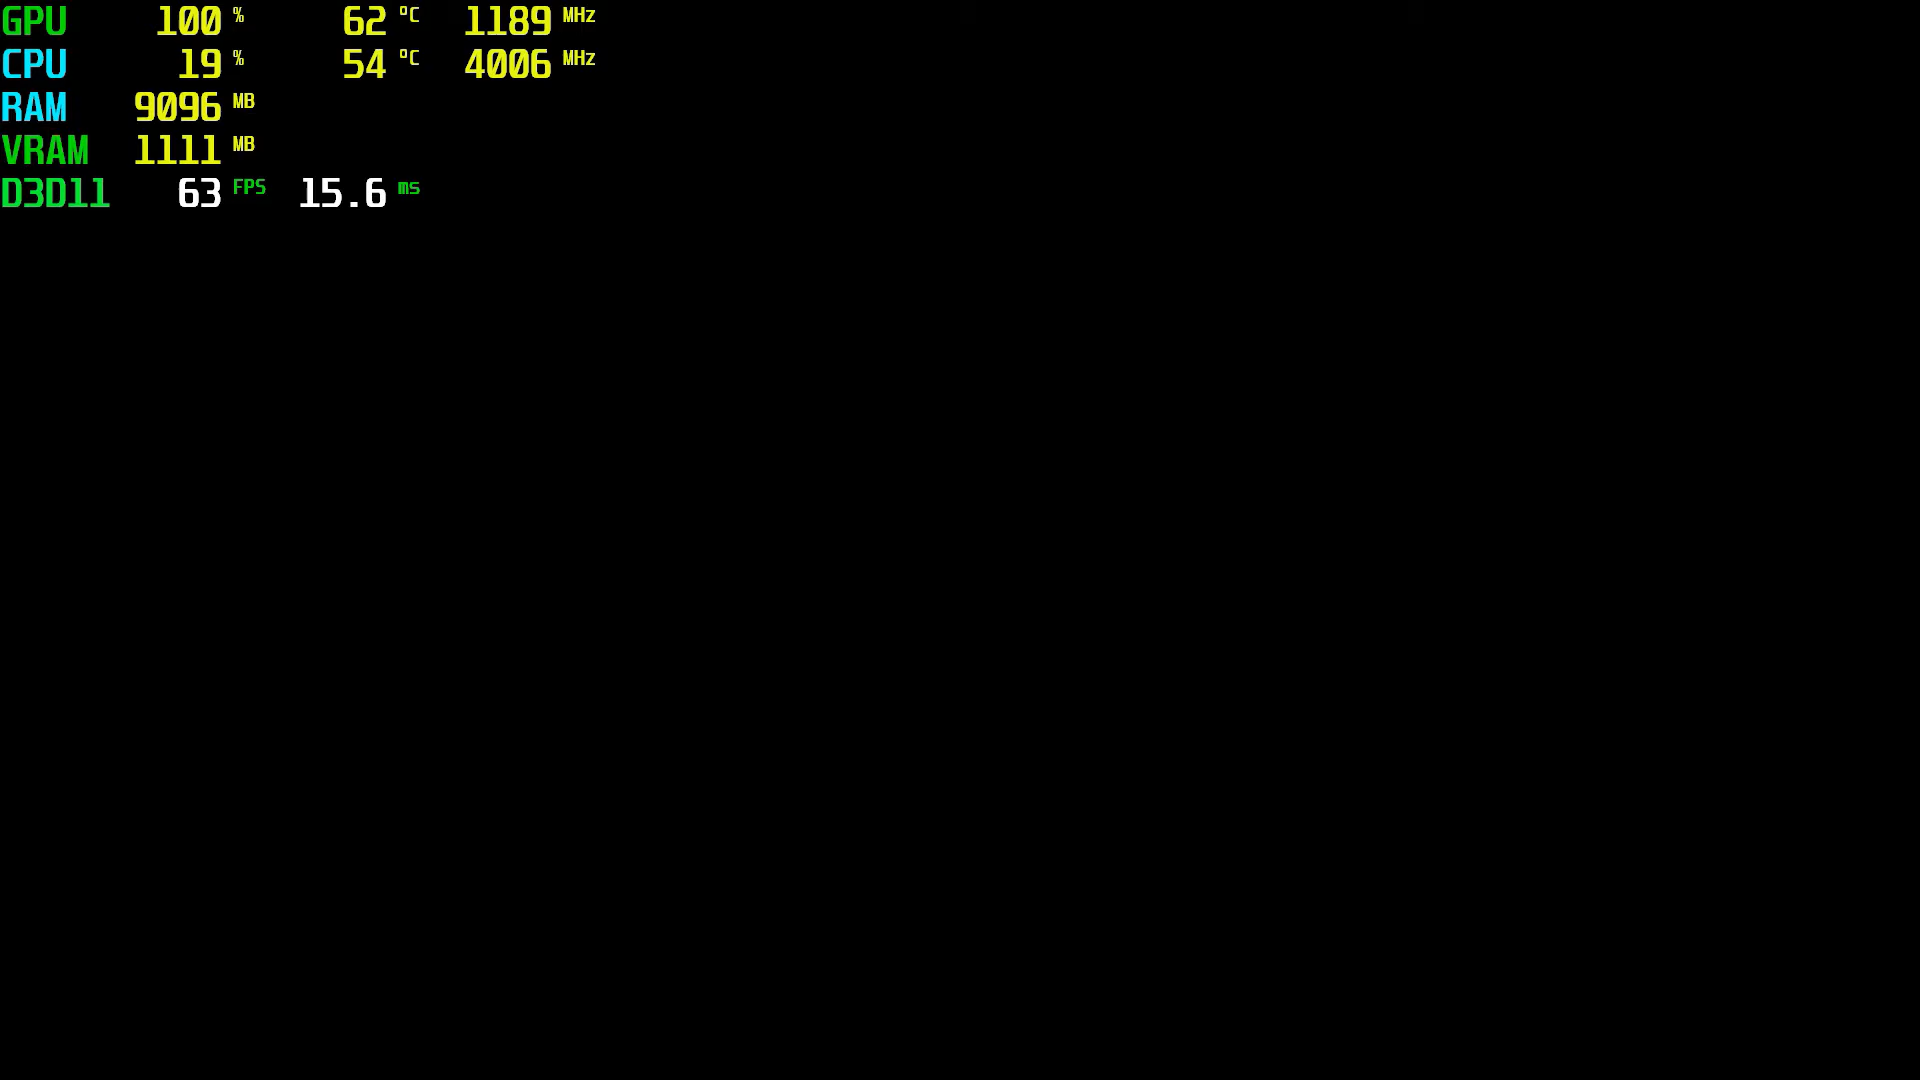 GPU 100 % 62 °C 1189 MHz
CPU 19 % 54 °C 4006 MHz
RAM 9096 MB
VRAM 1111 MB
D3D11 63 FPS 15.6 ms